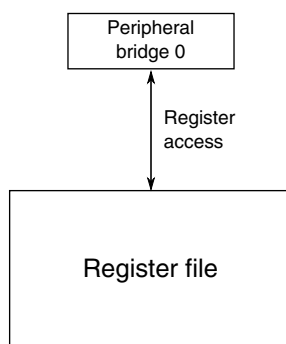 Peripheral
bridge 0
Register
access
Register file